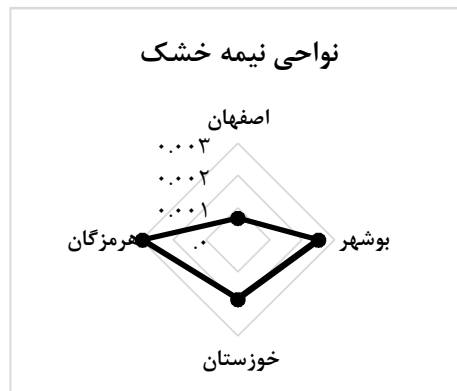 نواحی نیمه خشک
اصفهان
۰.۰۰۳
۰.۰۰۲
۰.۰۰۱
۰.
بوشهر
هرمزگان
خوزستان